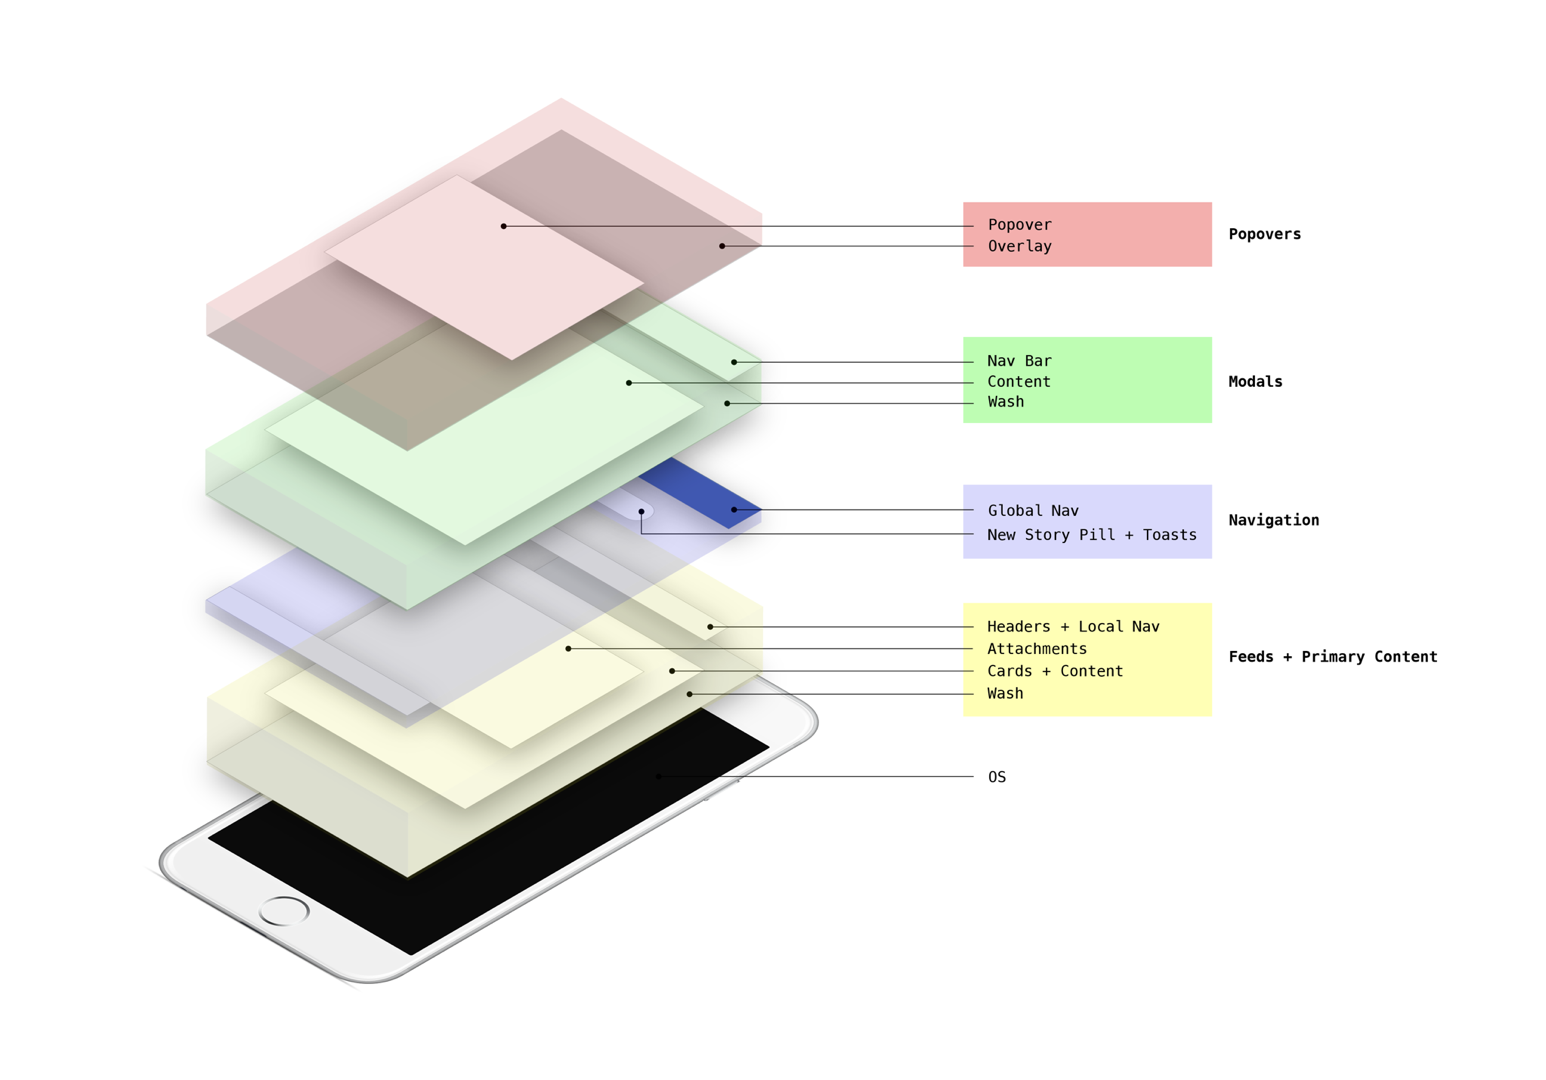 Popover
Overlay
Popovers
Nav Bar
Content
Wash
Modals
Global Nav
New Story Pill + Toasts
Navigation
Headers + Local Nav
Attachments
Cards + Content
Wash
Feeds + Primary Content
OS